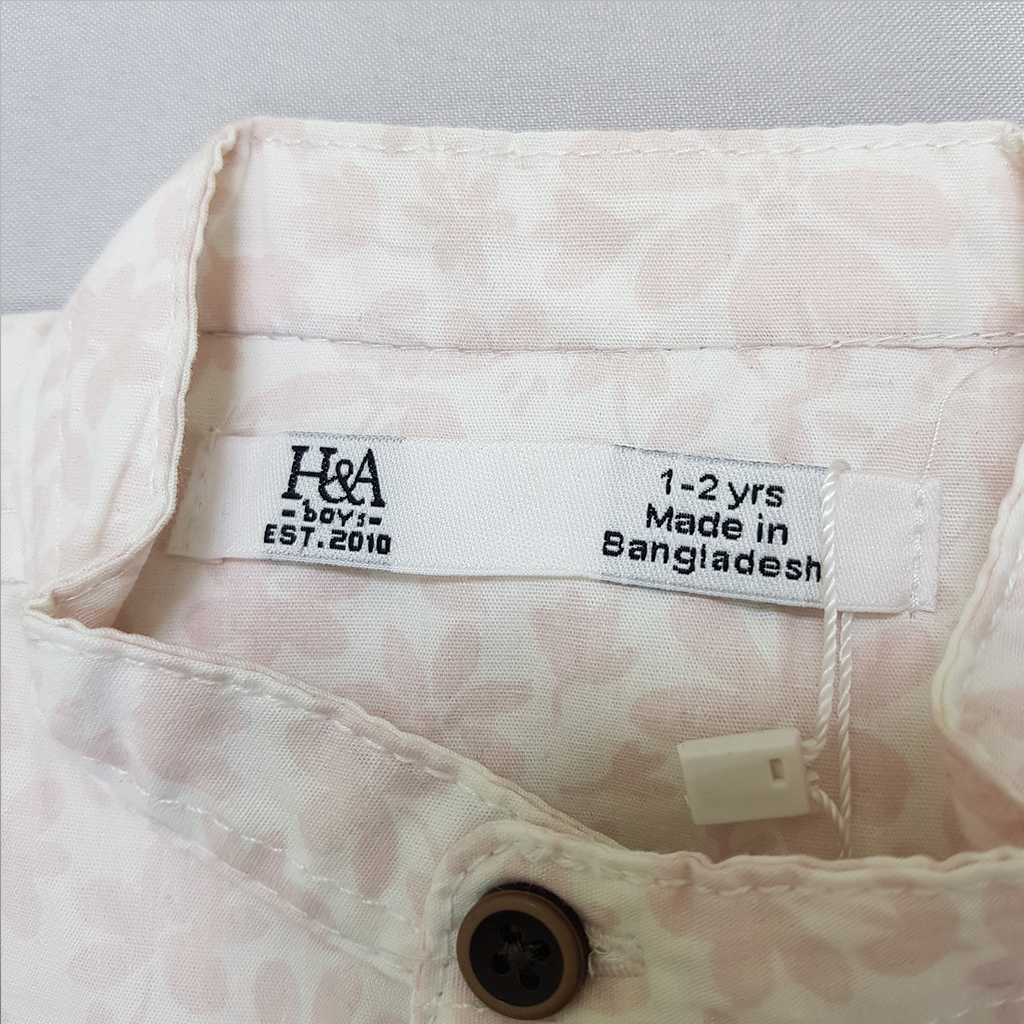 H&A
-boys-
EST.2010
1-2 yrs
Made in
Bangladesh